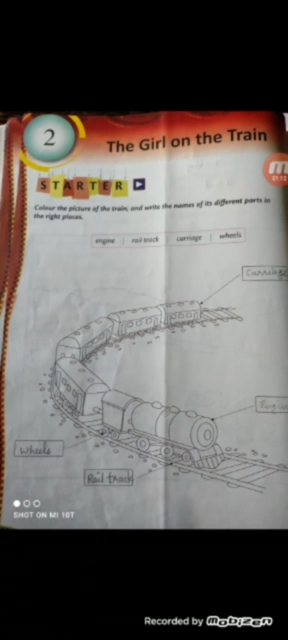 2
The Girl on the Train
STARTER
Colour the picture of the train, and write the names of its different parts in
the right places.
engine | rail track | carriage | wheels
Carriage
wheels
Rail track
SHOT ON MI 16T
Recorded by Mobizen